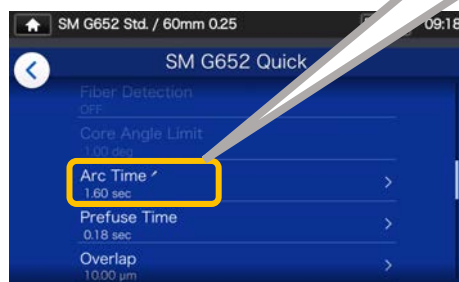 SM G652 Std. / 60mm 0.25
09:18
SM G652 Quick
Fiber Detection
OFF
Core Angle Limit
1.00 deg
Arc Time
1.60 sec
Prefuse Time
0.18 sec
Overlap
10.00 µm